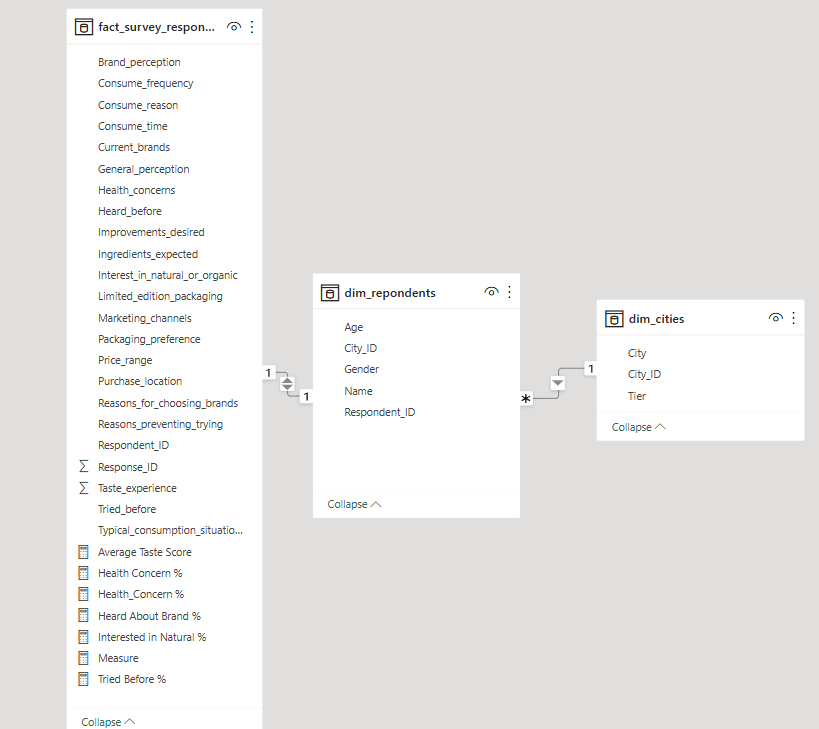 fact_survey_respon...
Brand_perception
Consume_frequency
Consume_reason
Consume_time
Current_brands
General_perception
Health_concerns
Heard_before
Improvements_desired
Ingredients_expected
Interest_in_natural_or_organic
Limited_edition_packaging
Marketing_channels
Packaging_preference
Price_range
Purchase_location
Reasons_for_choosing_brands
Reasons_preventing_trying
Respondent_ID
Response_ID
Taste_experience
Tried_before
Typical_consumption_situatio...
Average Taste Score
Health Concern %
Health_Concern %
Heard About Brand %
Interested in Natural %
Measure
Tried Before %
Collapse
1
1
dim_repondents
Age
City_ID
Gender
Name
Respondent_ID
Collapse
*
1
dim_cities
City
City_ID
Tier
Collapse